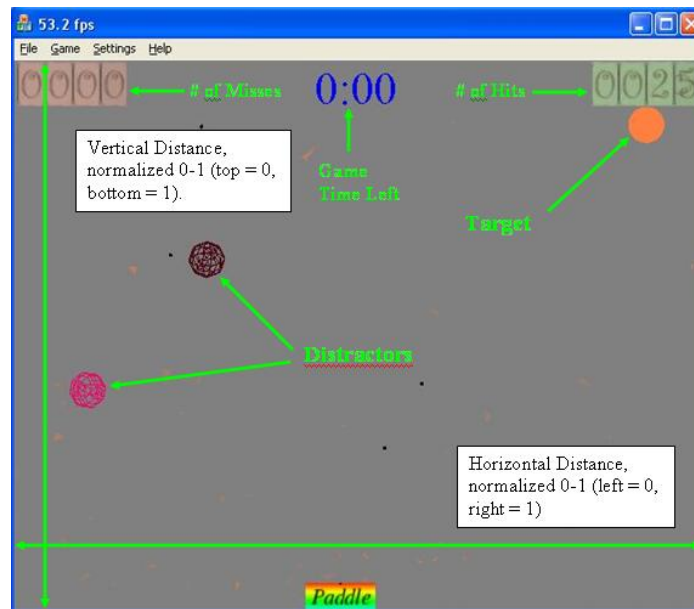 53.2 fps
File Game Settings Help
0000
# of Misses
0:00
# of Hits
0025
Vertical Distance,
normalized 0-1 (top = 0,
bottom = 1).
Game
Time Left
Target
Distractors
Horizontal Distance,
normalized 0-1 (left = 0,
right = 1)
Paddle